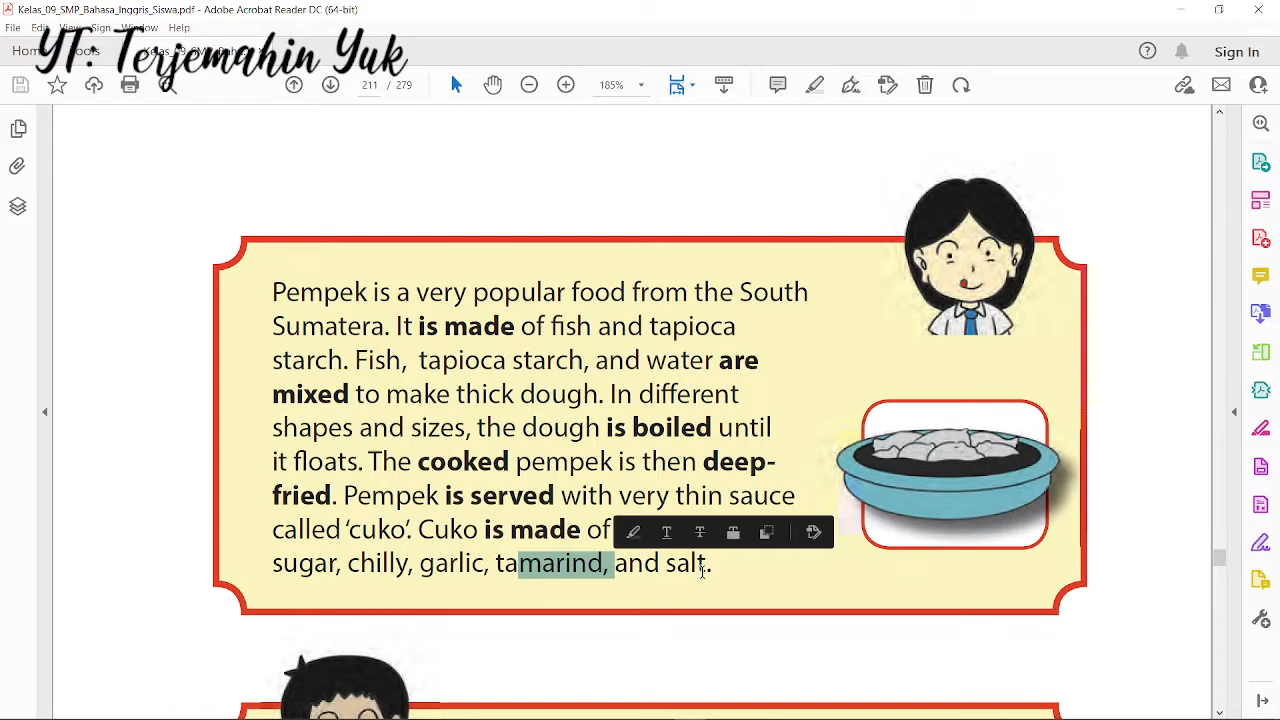 Kelas_09_SMP_Bahasa_Inggris_Siswa.pdf - Adobe Acrobat Reader DC (64-bit)
File Edit View Sign Window Help
YT: Terjemahin Yuk
Home Tools
Sign In
211 / 279
185%
Pempek is a very popular food from the South
Sumatera. It is made of fish and tapioca
starch. Fish, tapioca starch, and water are
mixed to make thick dough. In different
shapes and sizes, the dough is boiled until
it floats. The cooked pempek is then deep-
fried. Pempek is served with very thin sauce
called ‘cuko’. Cuko is made of
sugar, chilly, garlic, tamarind, and salt.